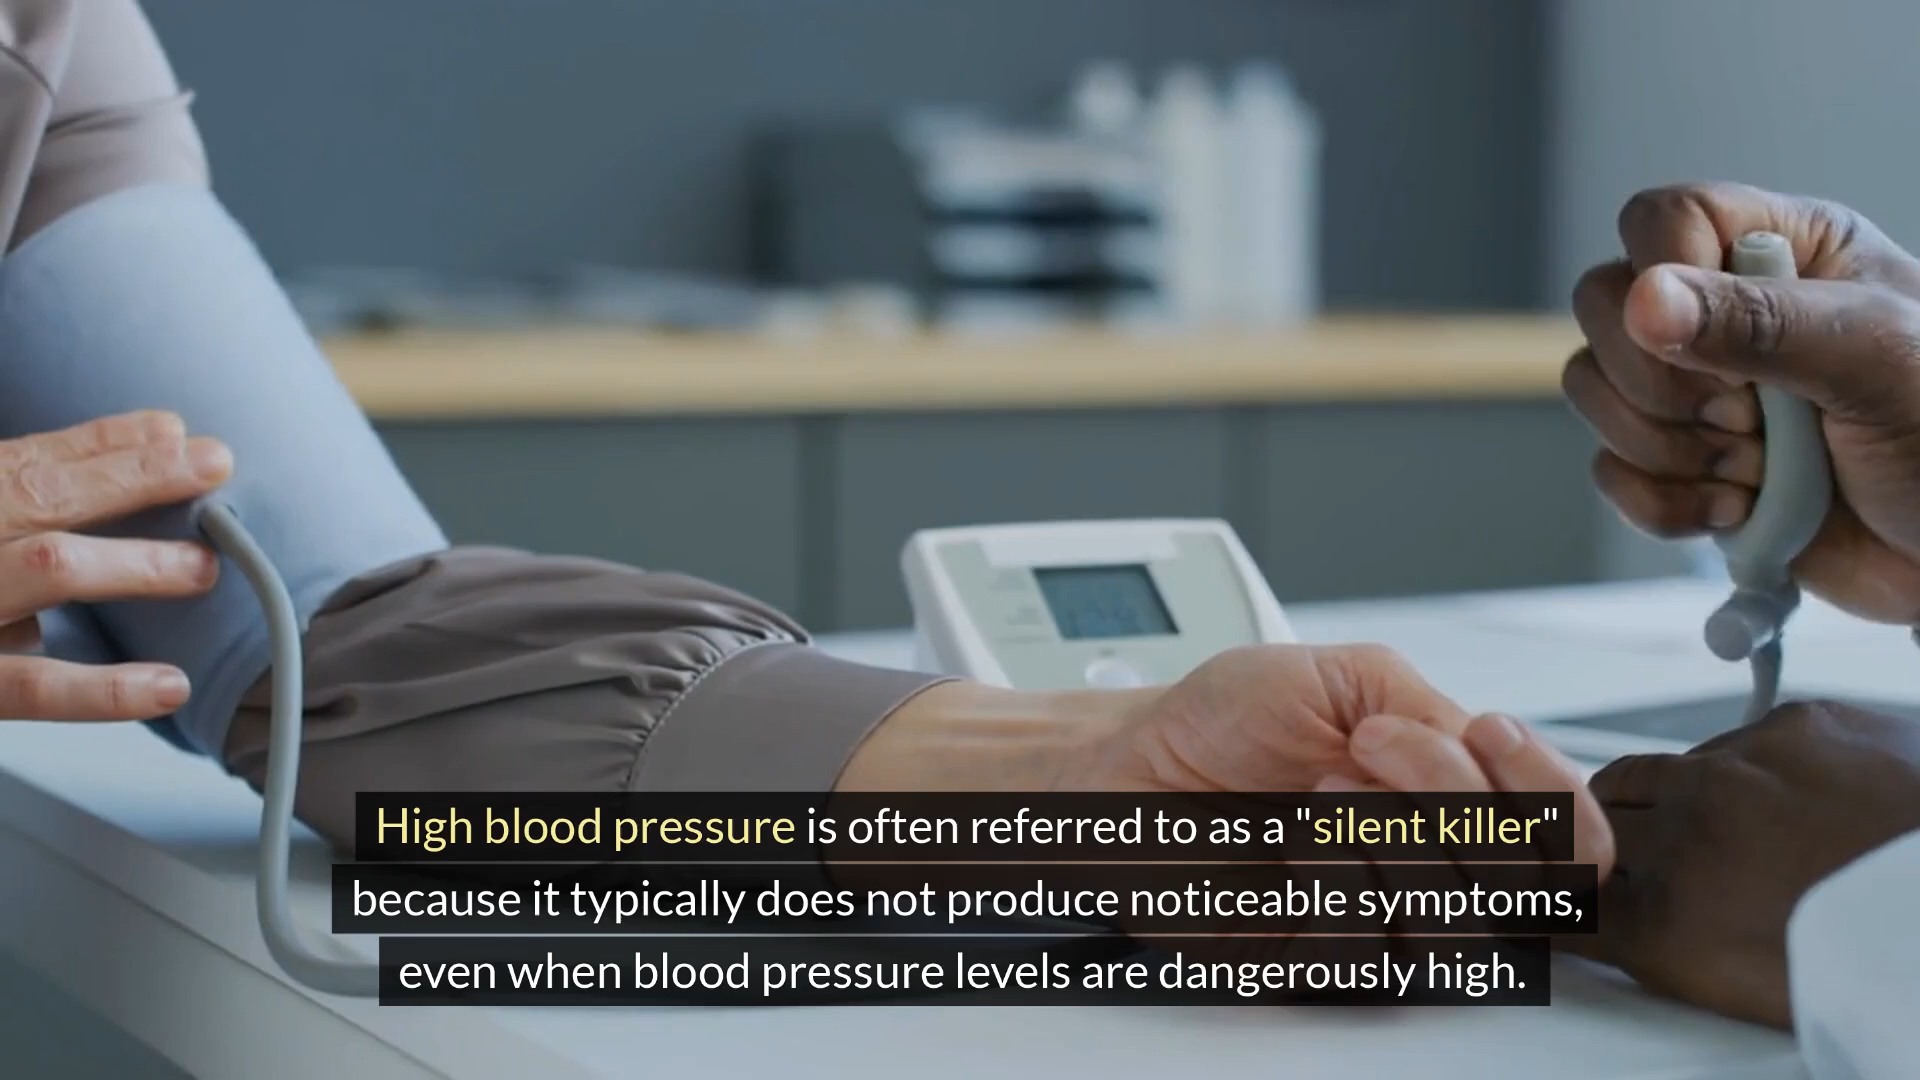 High blood pressure is often referred to as a "silent killer"
because it typically does not produce noticeable symptoms,
even when blood pressure levels are dangerously high.